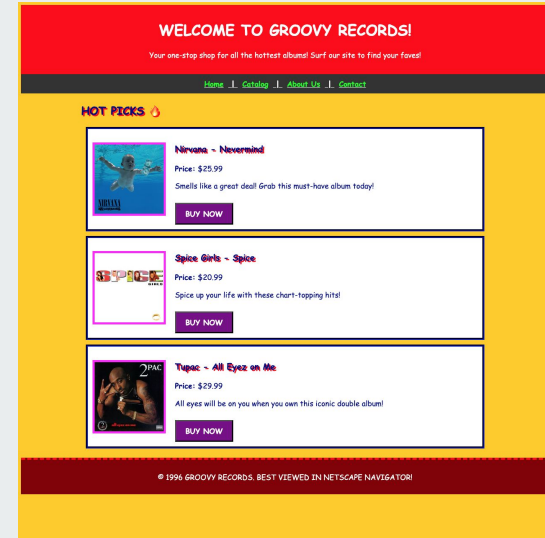 WELCOME TO GROOVY RECORDS!
Your one-stop shop for all the hottest albums! Surf our site to find your faves!
Home | Catalog | About Us | Contact
HOT PICKS 🔥
NIRVANA
Nirvana - Nevermind
Price: $25.99
Smells like a great deal! Grab this must-have album today!
BUY NOW
SPICE
GIRLS
Spice Girls - Spice
Price: $20.99
Spice up your life with these chart-topping hits!
BUY NOW
2PAC
Tupac - All Eyez on Me
Price: $29.99
All eyes will be on you when you own this iconic double album!
BUY NOW
© 1996 GROOVY RECORDS. BEST VIEWED IN NETSCAPE NAVIGATOR!